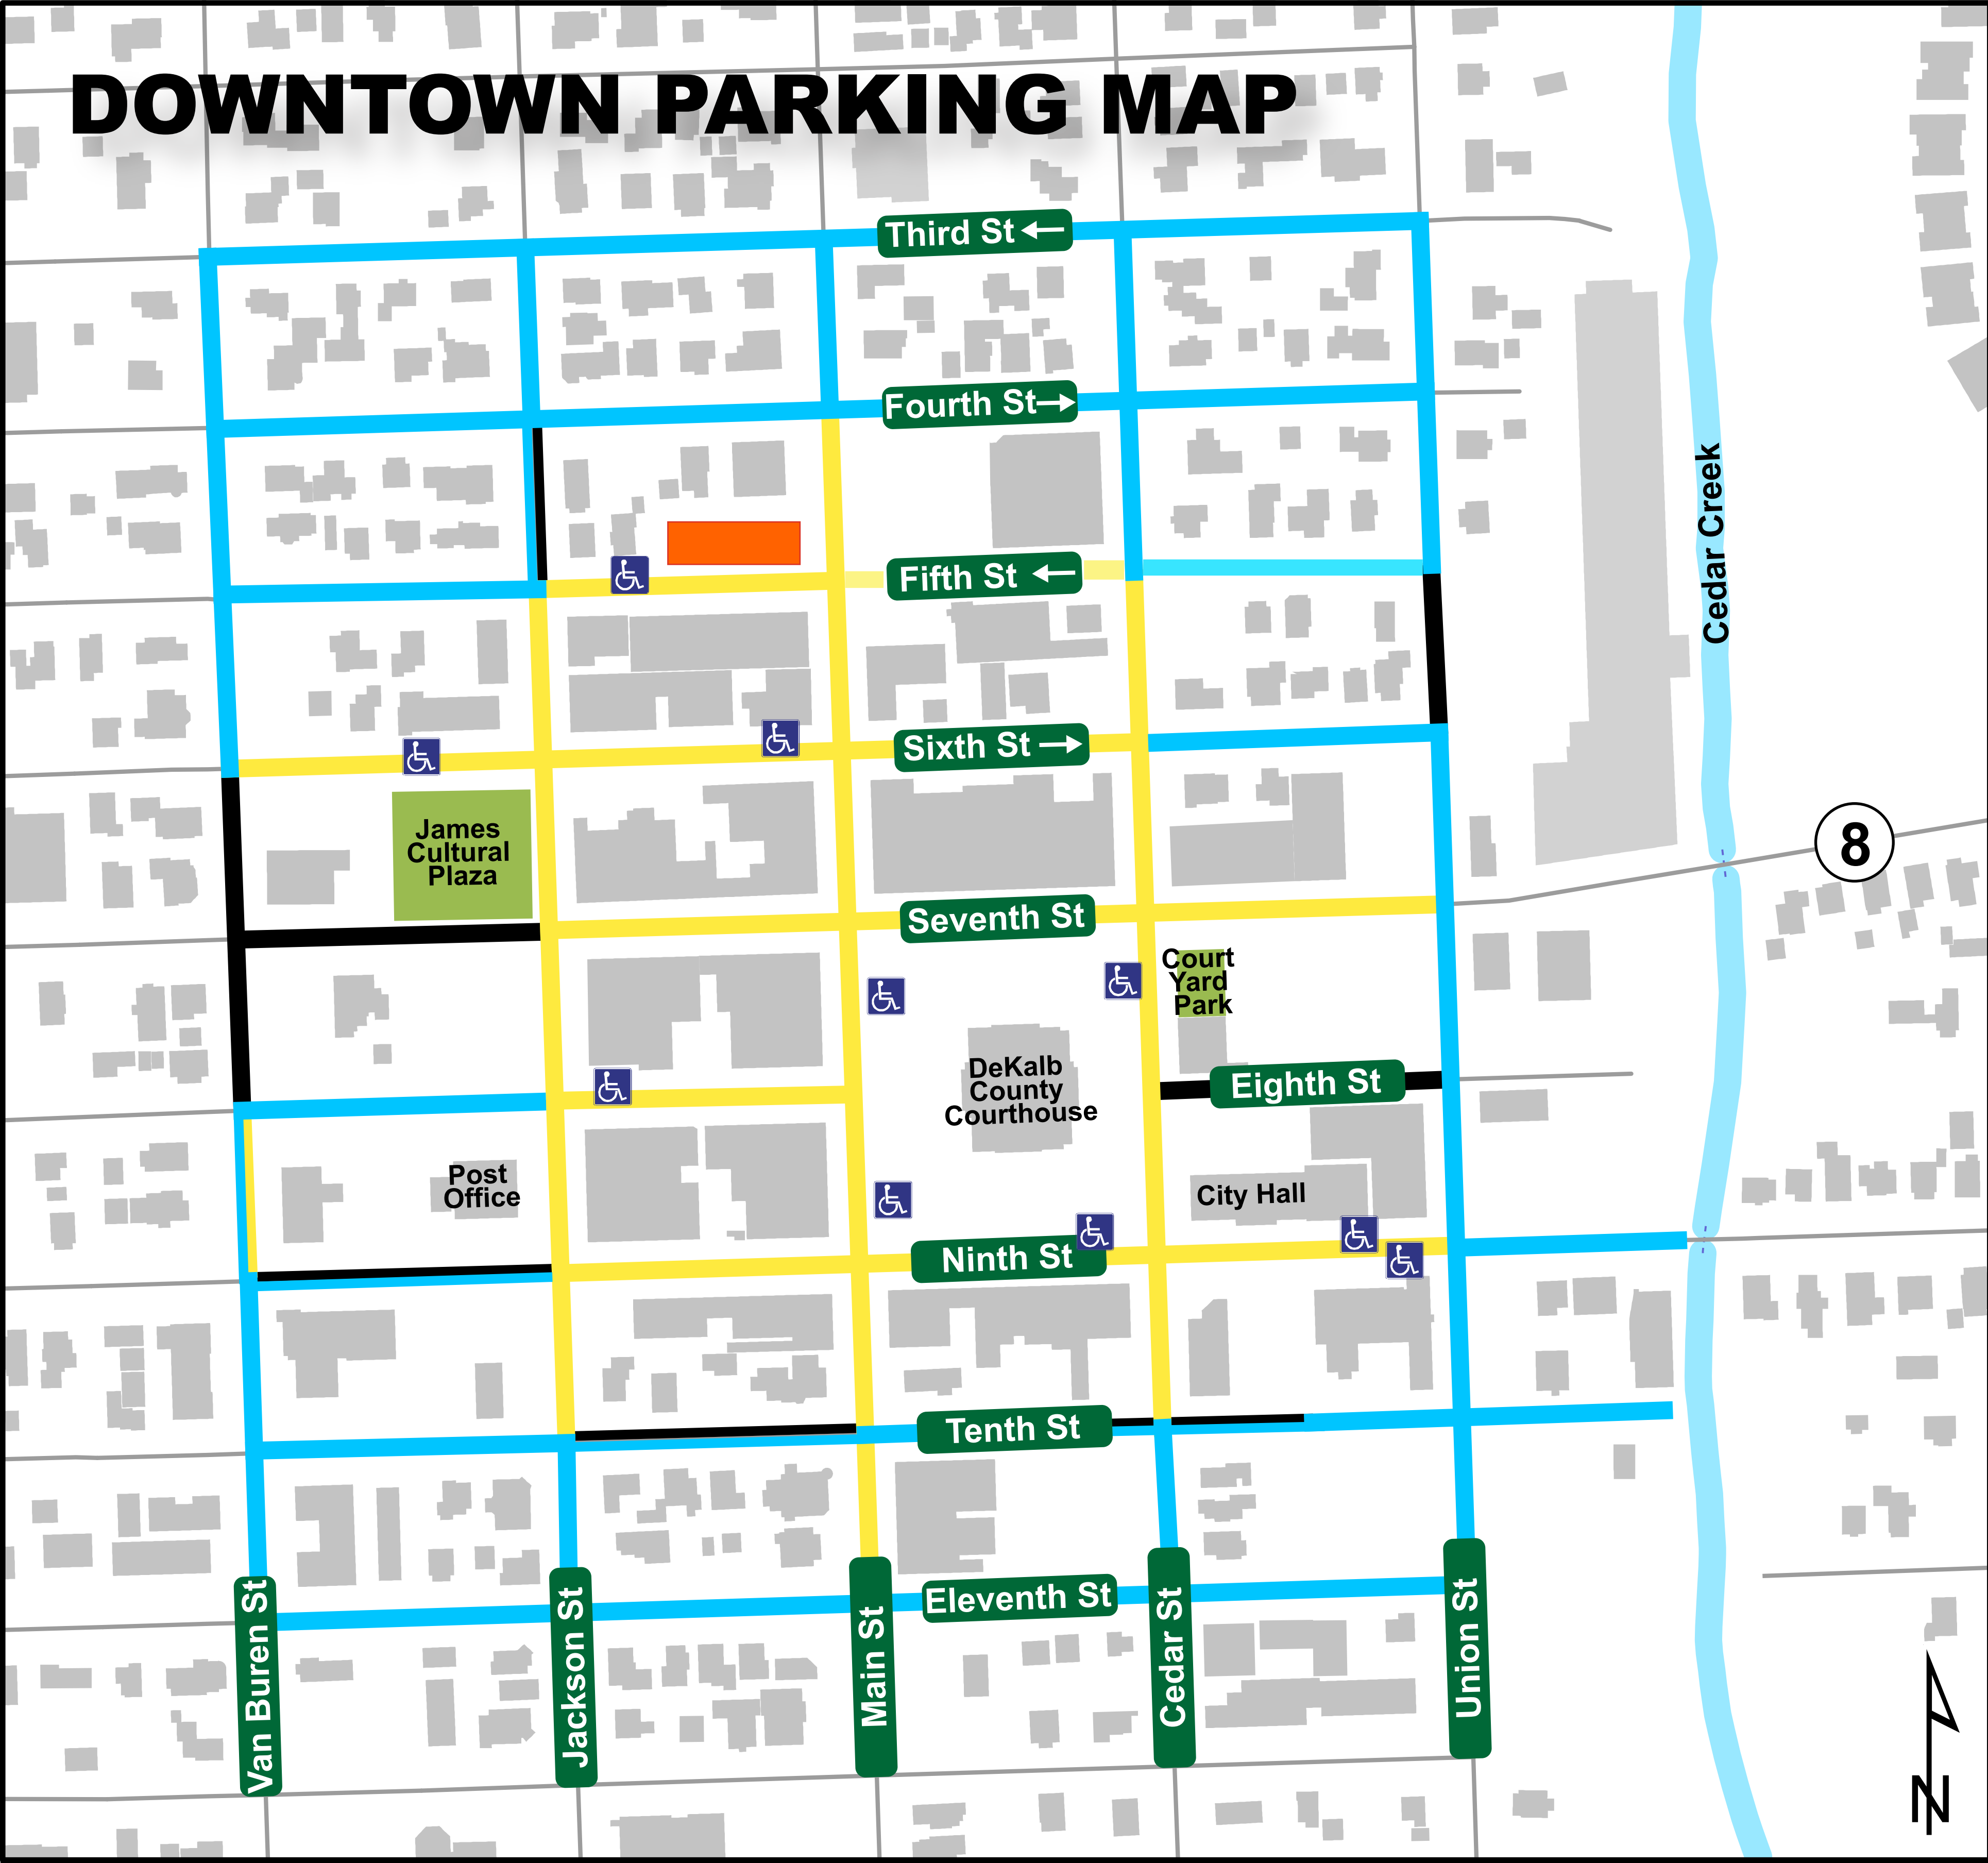 DOWNTOWN PARKING MAP
Third St ←
Fourth St →
Cedar Creek
Fifth St ←
Sixth St →
James
Cultural
Plaza
8
Seventh St
Court
Yard
Park
DeKalb
County
Courthouse
Eighth St
Post
Office
City Hall
Ninth St
Tenth St
Eleventh St
Van Buren St
Jackson St
Main St
Cedar St
Union St
N